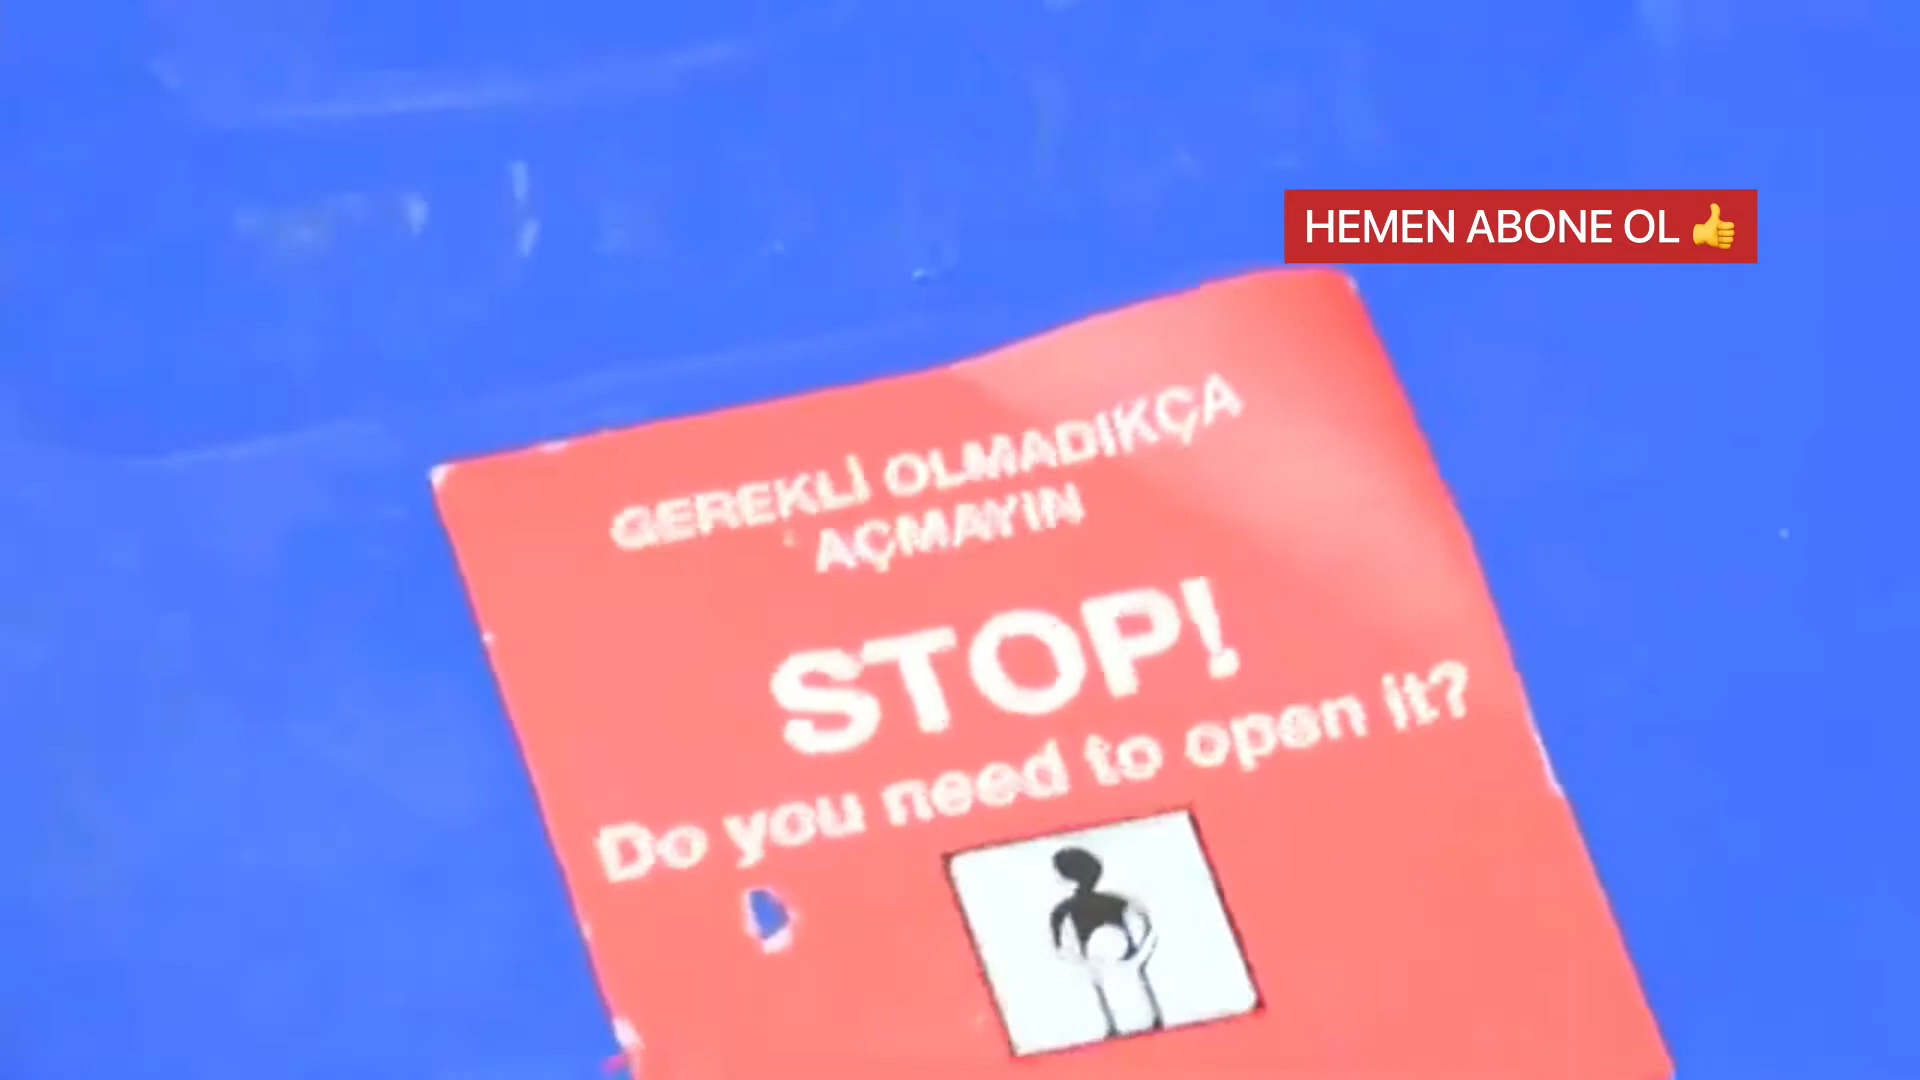 HEMEN ABONE OL 👍
GEREKLİ OLMADIKÇA
AÇMAYIN
STOP!
Do you need to open it?